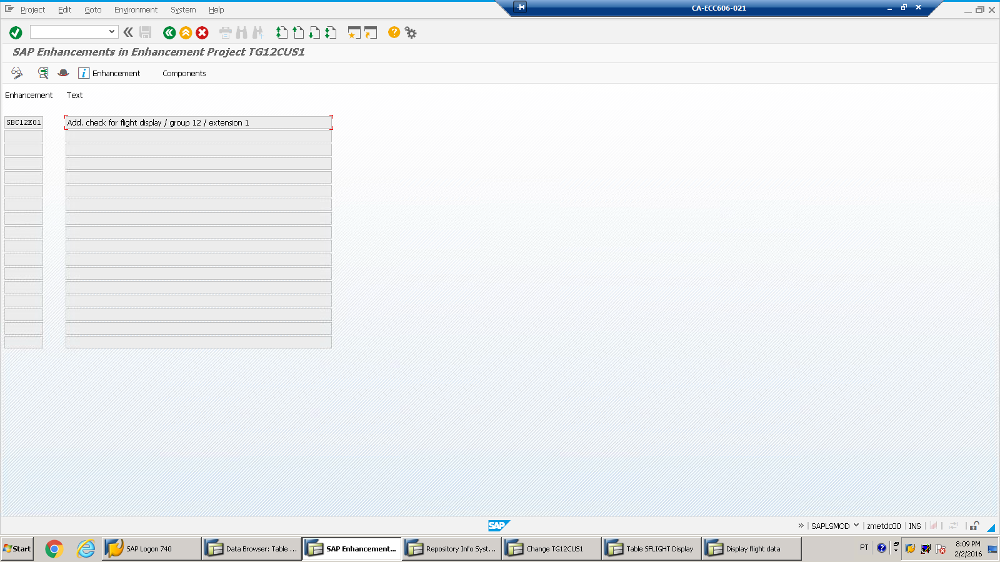 Project Edit Goto Environment System Help
CA-ECC606-021
SAP Enhancements in Enhancement Project TG12CUS1
Enhancement Components
Enhancement Text
SBC12E01 Add. check for flight display / group 12 / extension 1
SAP
SAPLSMOD zmetdc00 INS
Start SAP Logon 740 Data Browser: Table ... SAP Enhancement... Repository Info Syst... Change TG12CUS1 Table SFLIGHT Display Display flight data PT 8:09 PM
2/2/2016